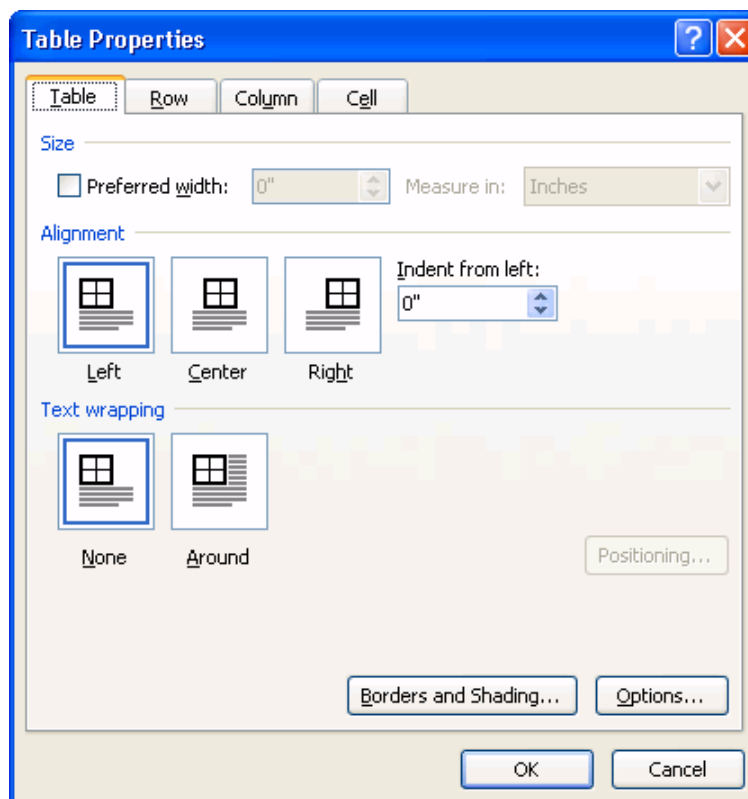 Table Properties
?
Table Row Column Cell
Size
Preferred width: 0" Measure in: Inches
Alignment
Indent from left:
0"
Left Center Right
Text wrapping
None Around
Positioning...
Borders and Shading... Options...
OK Cancel